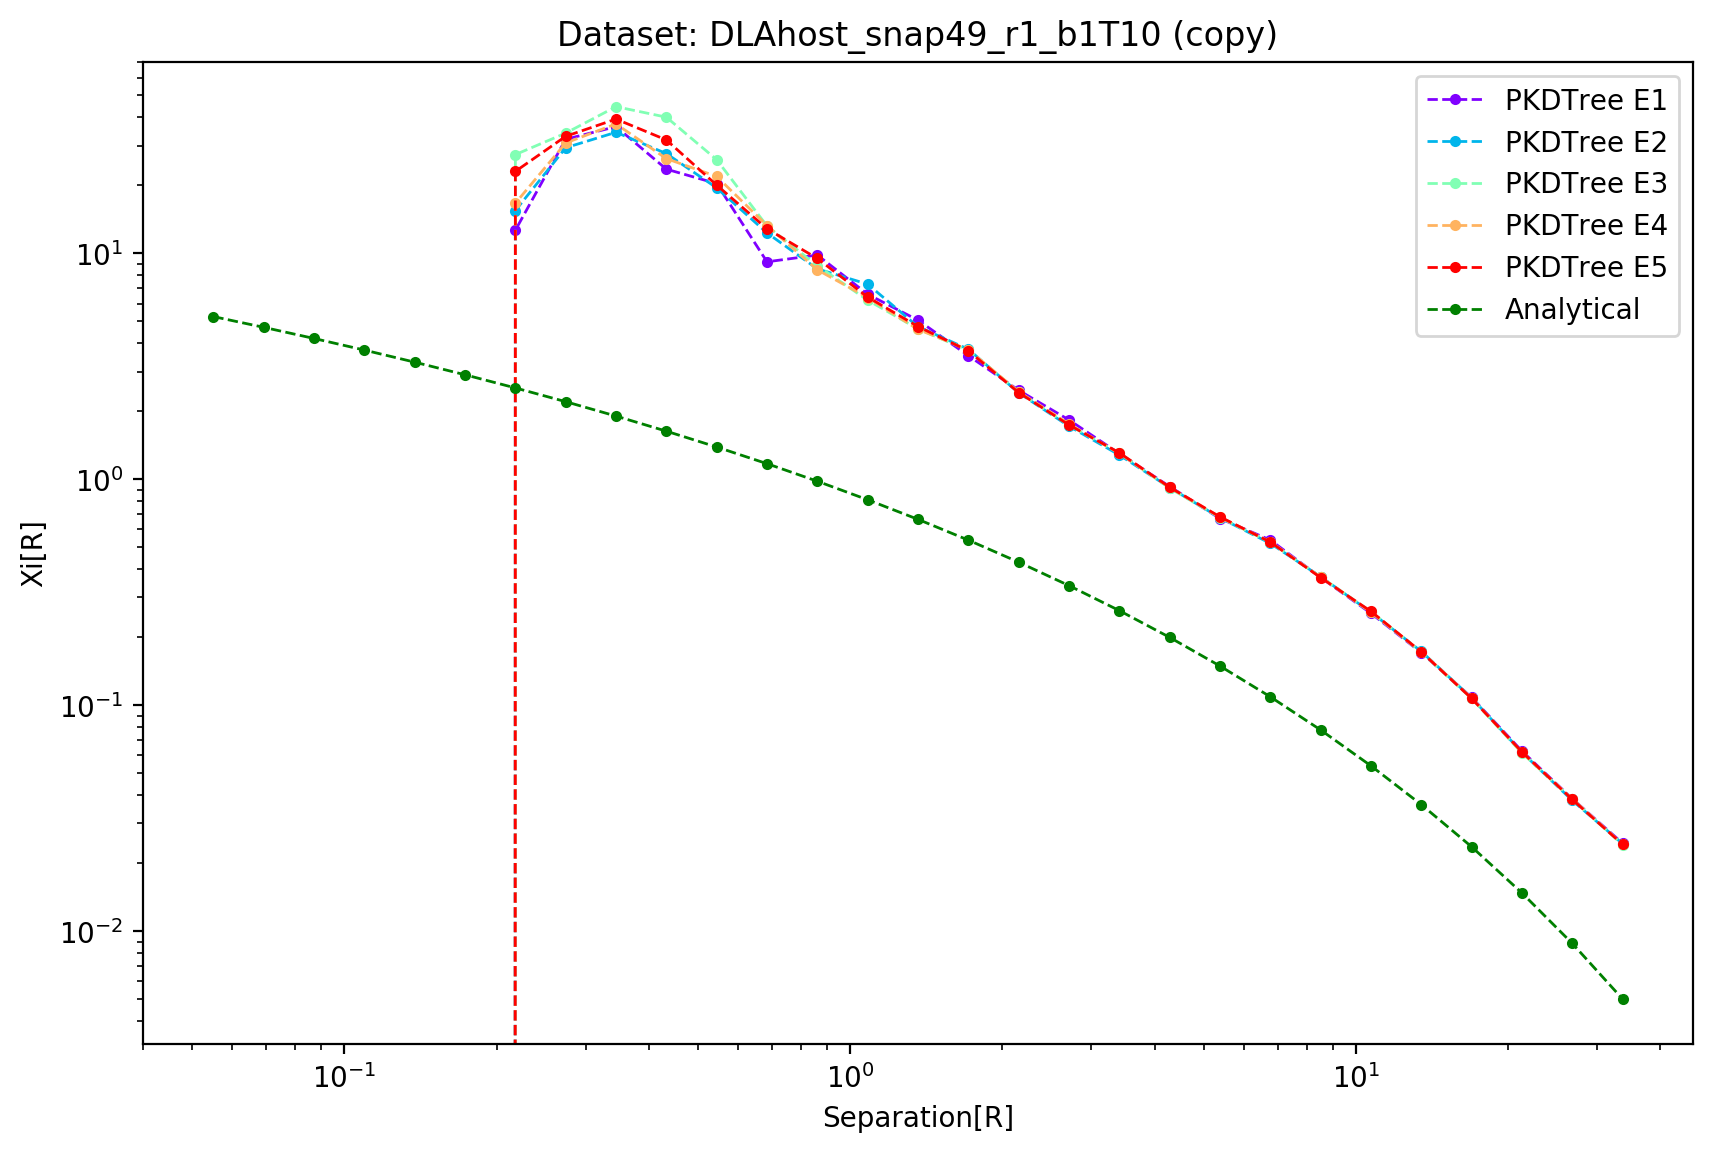 Dataset: DLAhost_snap49_r1_b1T10 (copy)
PKDTree E1
PKDTree E2
PKDTree E3
PKDTree E4
PKDTree E5
Analytical
Xi[R]
10¹
10⁰
10⁻¹
10⁻²
10⁻¹ 10⁰ 10¹
Separation[R]